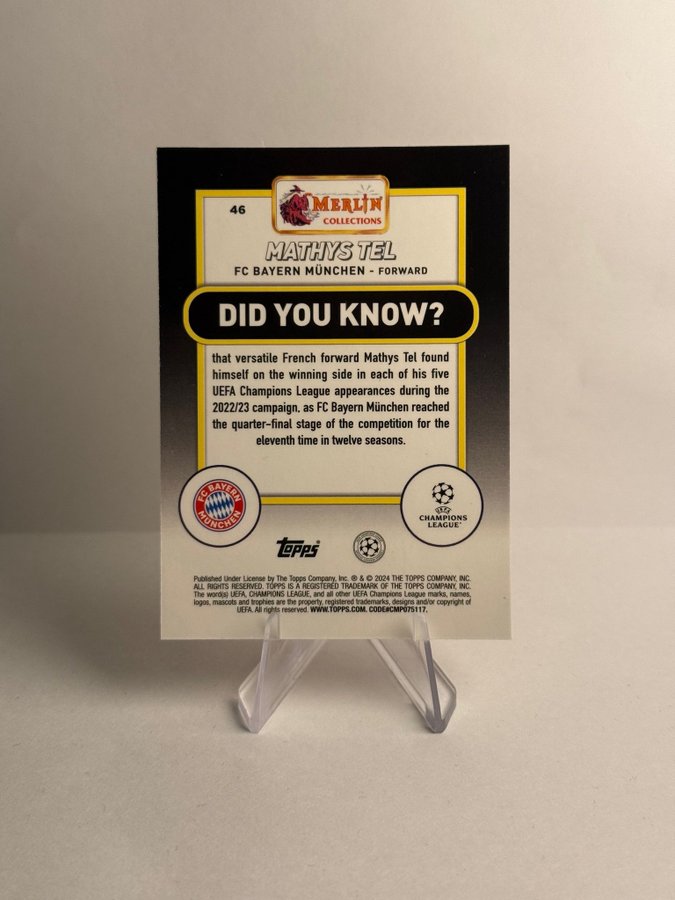 46
MERLIN
COLLECTIONS
MATHYS TEL
FC BAYERN MÜNCHEN - FORWARD
DID YOU KNOW?
that versatile French forward Mathys Tel found
himself on the winning side in each of his five
UEFA Champions League appearances during the
2022/23 campaign, as FC Bayern München reached
the quarter-final stage of the competition for the
eleventh time in twelve seasons.
FC BAYERN
MÜNCHEN
UEFA
CHAMPIONS
LEAGUE
topps
Published Under License by The Topps Company, Inc. ® & © 2024 THE TOPPS COMPANY, INC.
ALL RIGHTS RESERVED. TOPPS IS A REGISTERED TRADEMARK OF THE TOPPS COMPANY, INC.
The word(s) UEFA, CHAMPIONS LEAGUE, and all other UEFA Champions League marks, names,
logos, mascots and trophies are the property, registered trademarks, designs and/or copyright of
UEFA. All rights reserved. WWW.TOPPS.COM. CODE#CMP075117.